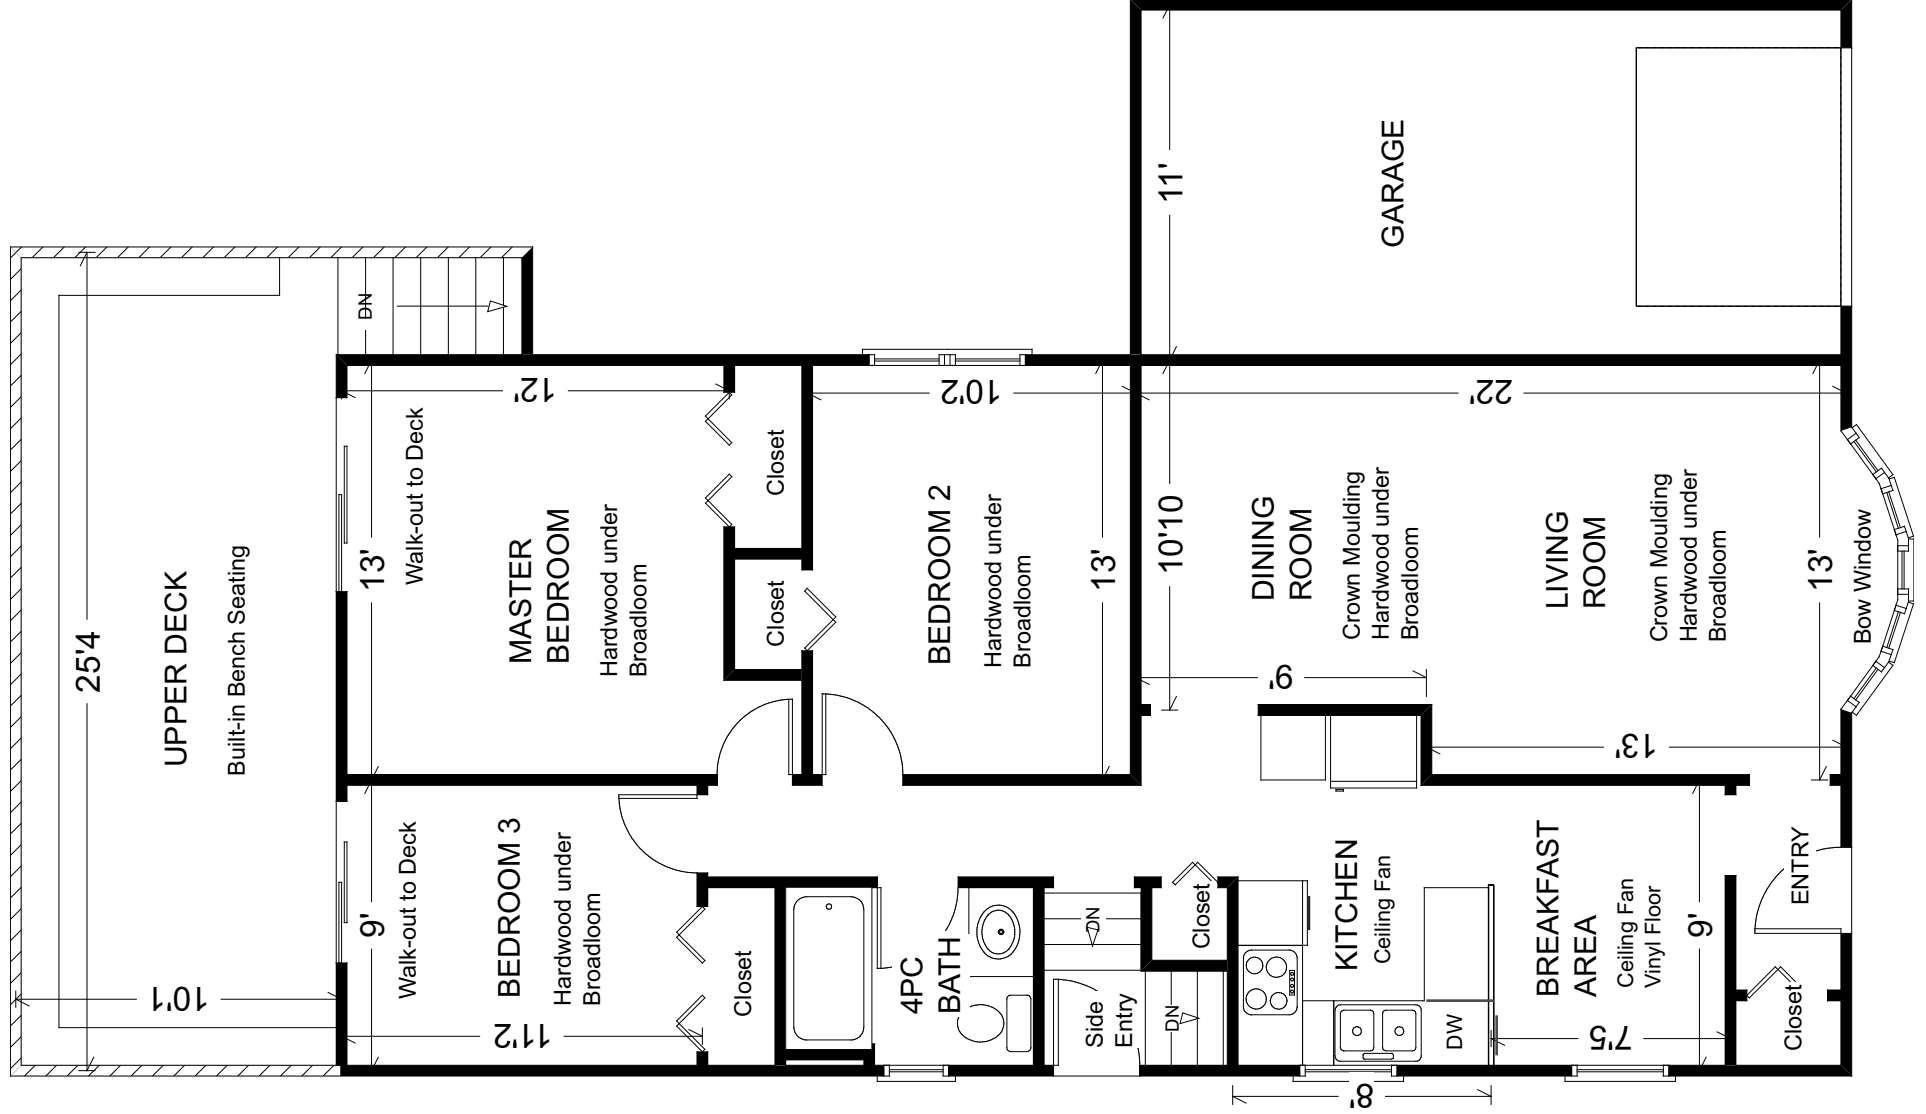 25'4
UPPER DECK
Built-in Bench Seating
10'1
DN
13'
12'
Walk-out to Deck
MASTER
BEDROOM
Hardwood under
Broadloom
Closet
Closet
9'
Walk-out to Deck
BEDROOM 3
Hardwood under
Broadloom
11'2
Closet
10'2
BEDROOM 2
Hardwood under
Broadloom
13'
4PC
BATH
DN
Side
Entry
DN
Closet
11'
GARAGE
22'
10'10
DINING
ROOM
Crown Moulding
Hardwood under
Broadloom
9'
LIVING
ROOM
Crown Moulding
Hardwood under
Broadloom
13'
13'
Bow Window
KITCHEN
Ceiling Fan
DW
8'
BREAKFAST
AREA
Ceiling Fan
Vinyl Floor
9'
7'5
ENTRY
Closet